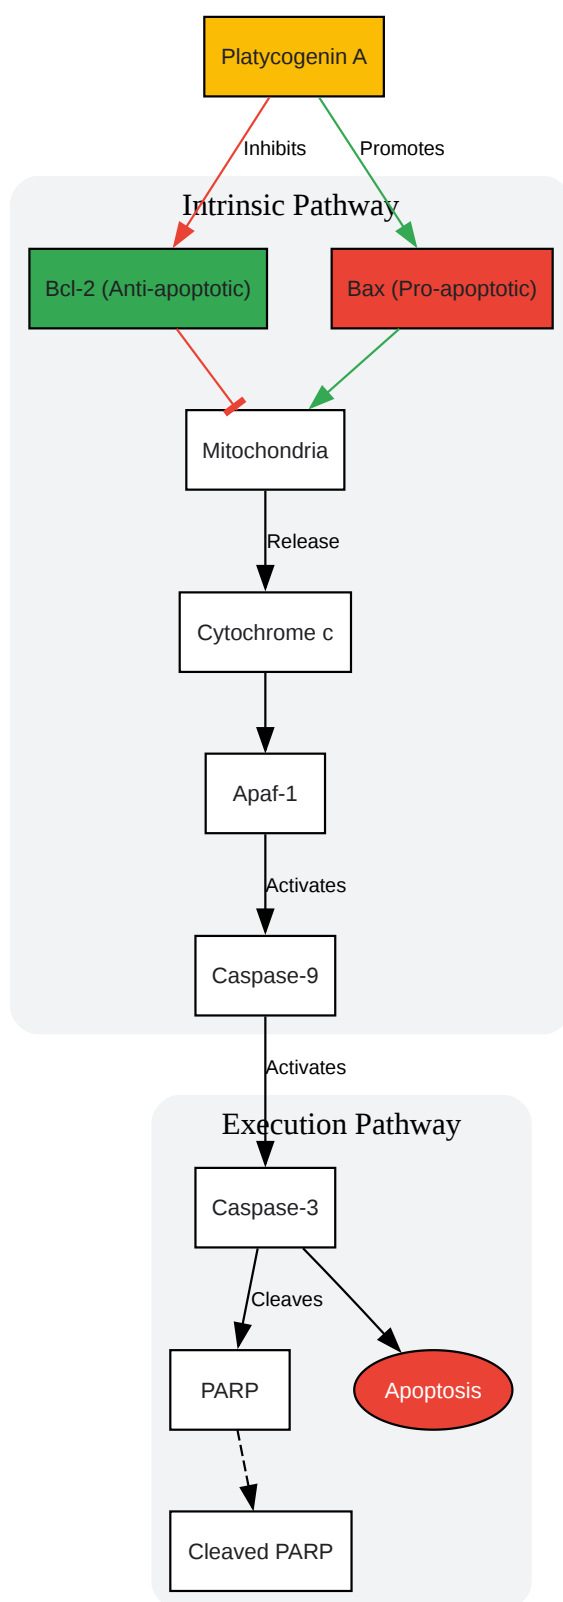 Platycogenin A
Inhibits
Promotes
Intrinsic Pathway
Bcl-2 (Anti-apoptotic)
Bax (Pro-apoptotic)
Mitochondria
Release
Cytochrome c
Apaf-1
Activates
Caspase-9
Activates
Execution Pathway
Caspase-3
Cleaves
PARP
Apoptosis
Cleaved PARP